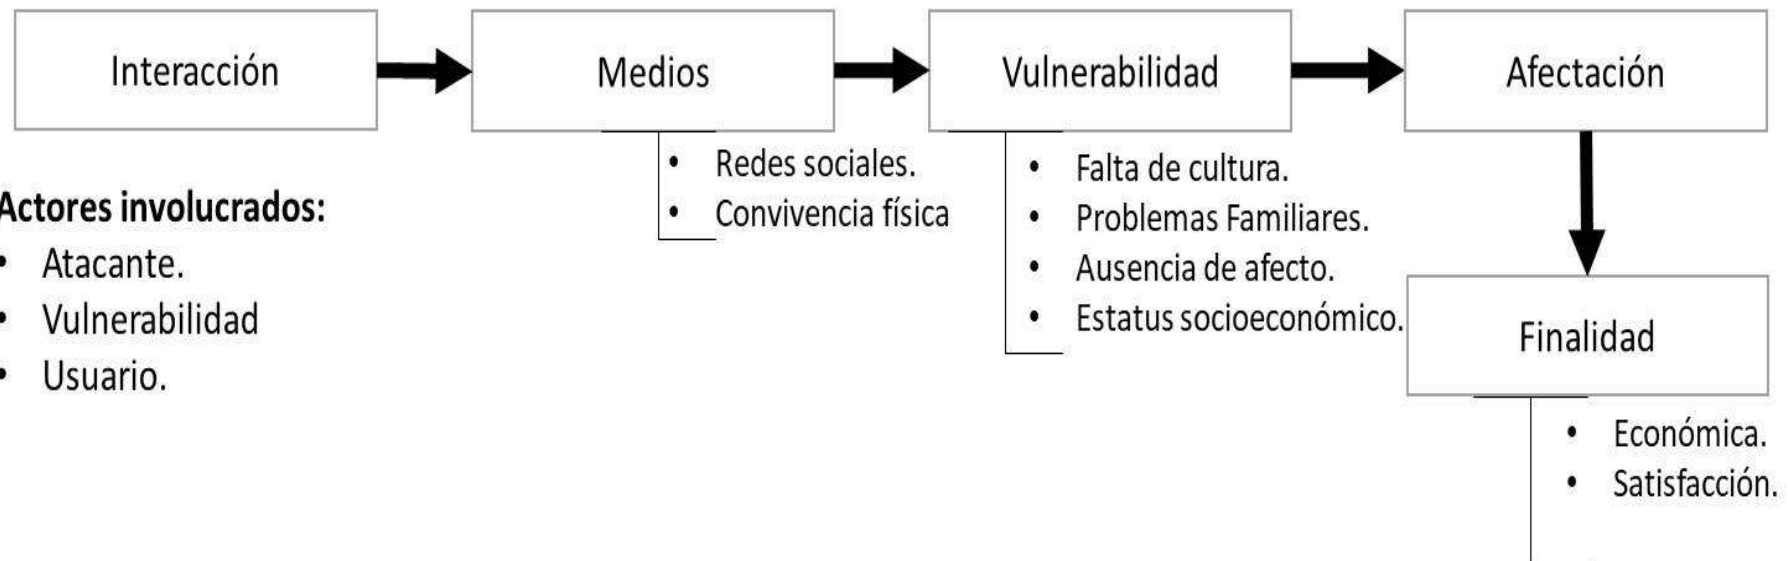 Interacción
Medios
Vulnerabilidad
Afectación
Actores involucrados:
• Atacante.
• Vulnerabilidad
• Usuario.
• Redes sociales.
• Convivencia física
• Falta de cultura.
• Problemas Familiares.
• Ausencia de afecto.
• Estatus socioeconómico.
Finalidad
• Económica.
• Satisfacción.